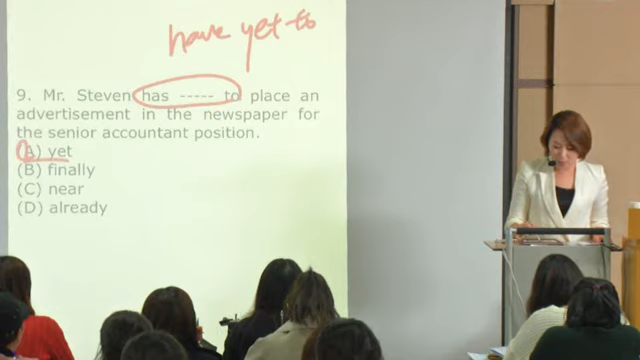 have yet to
9. Mr. Steven has ----- to place an
advertisement in the newspaper for
the senior accountant position.
(A) yet
(B) finally
(C) near
(D) already